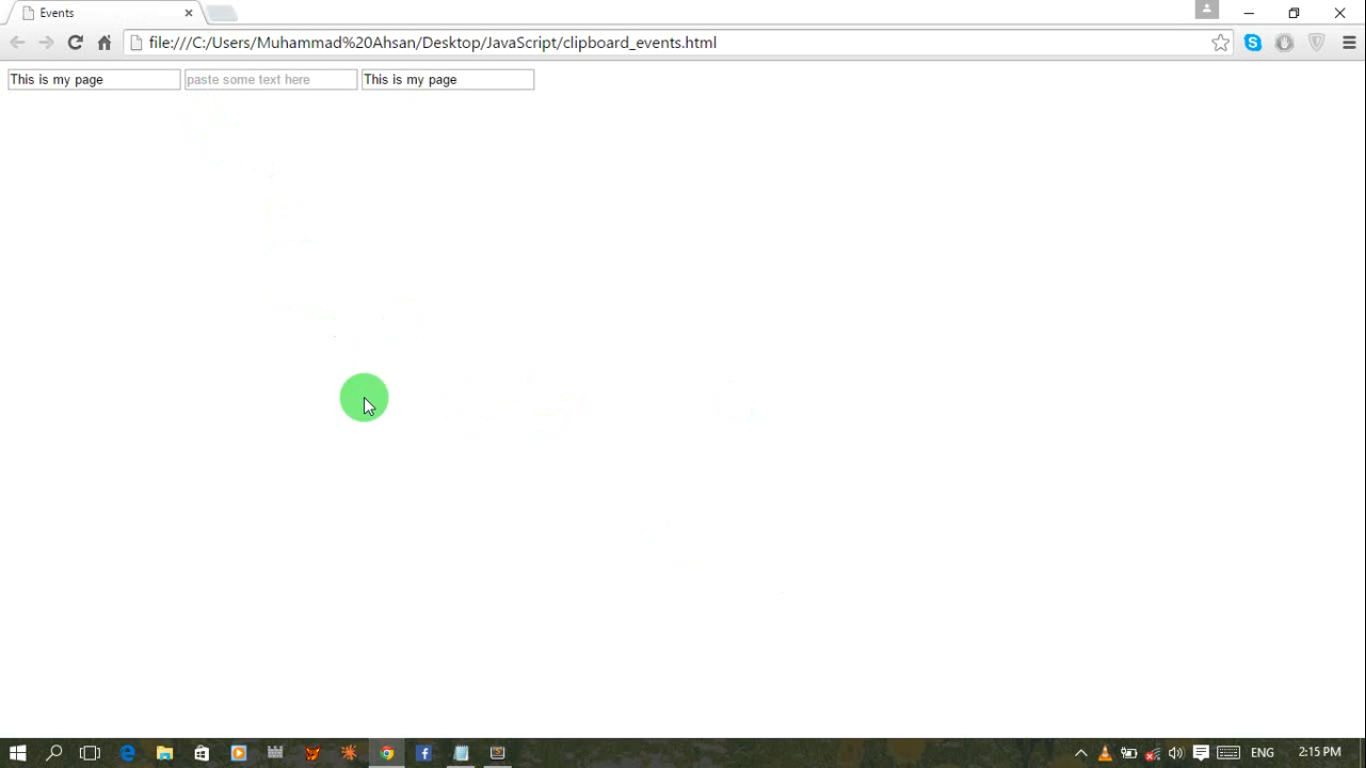 Events
file:///C:/Users/Muhammad%20Ahsan/Desktop/JavaScript/clipboard_events.html
This is my page paste some text here This is my page
ENG 2:15 PM